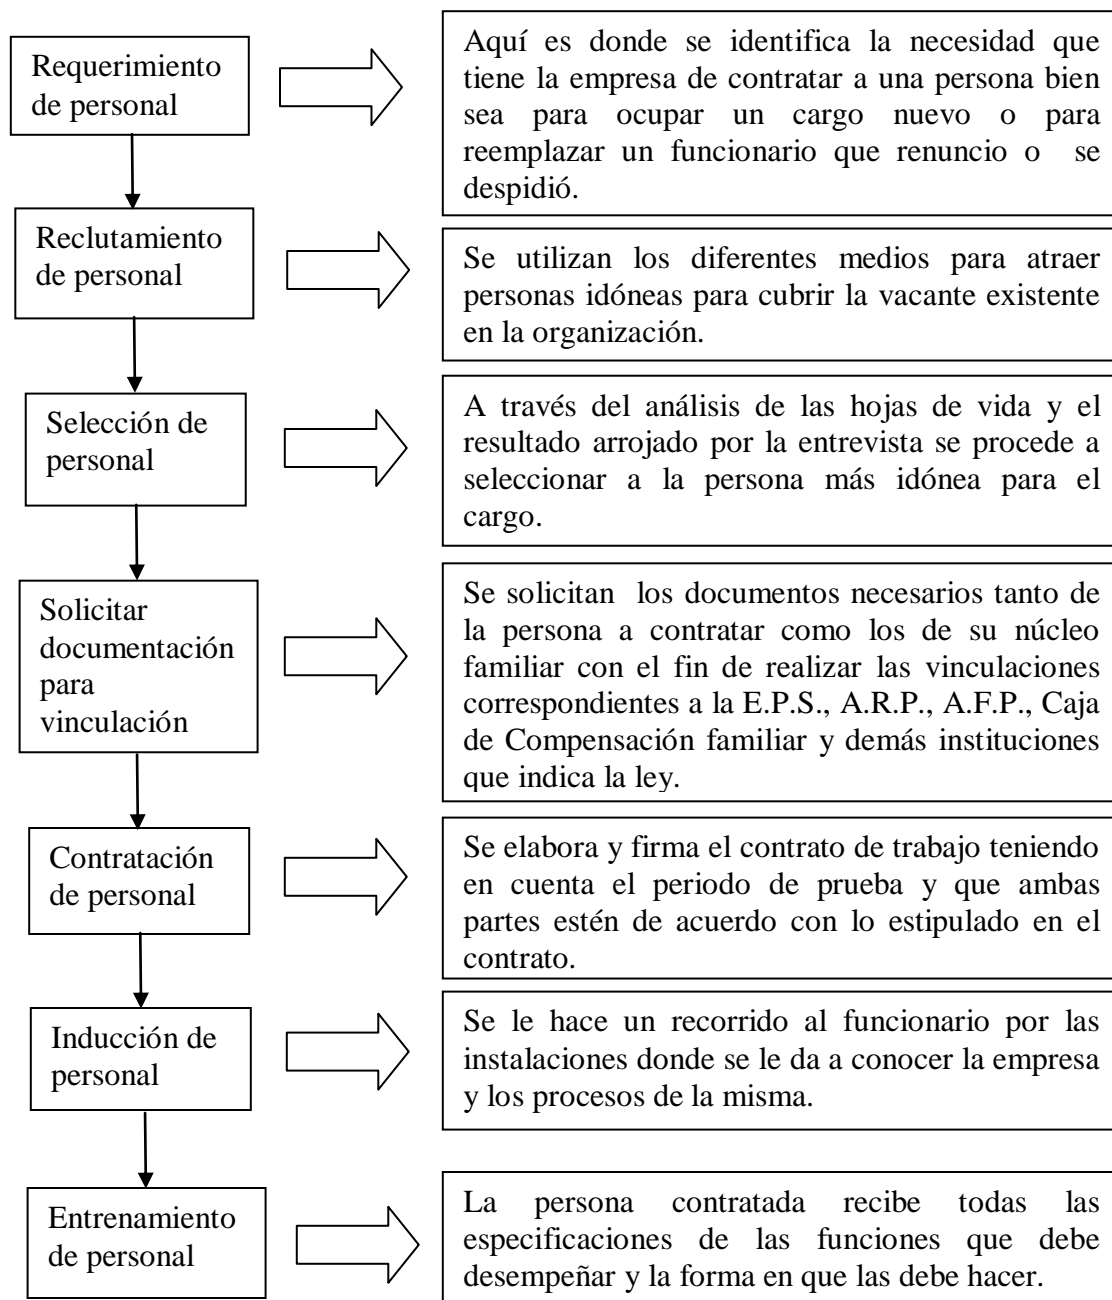 Requerimiento
de personal
Aquí es donde se identifica la necesidad que
tiene la empresa de contratar a una persona bien
sea para ocupar un cargo nuevo o para
reemplazar un funcionario que renuncio o se
despidió.
Reclutamiento
de personal
Se utilizan los diferentes medios para atraer
personas idóneas para cubrir la vacante existente
en la organización.
Selección de
personal
A través del análisis de las hojas de vida y el
resultado arrojado por la entrevista se procede a
seleccionar a la persona más idónea para el
cargo.
Solicitar
documentación
para
vinculación
Se solicitan los documentos necesarios tanto de
la persona a contratar como los de su núcleo
familiar con el fin de realizar las vinculaciones
correspondientes a la E.P.S., A.R.P., A.F.P., Caja
de Compensación familiar y demás instituciones
que indica la ley.
Contratación
de personal
Se elabora y firma el contrato de trabajo teniendo
en cuenta el periodo de prueba y que ambas
partes estén de acuerdo con lo estipulado en el
contrato.
Inducción de
personal
Se le hace un recorrido al funcionario por las
instalaciones donde se le da a conocer la empresa
y los procesos de la misma.
Entrenamiento
de personal
La persona contratada recibe todas las
especificaciones de las funciones que debe
desempeñar y la forma en que las debe hacer.